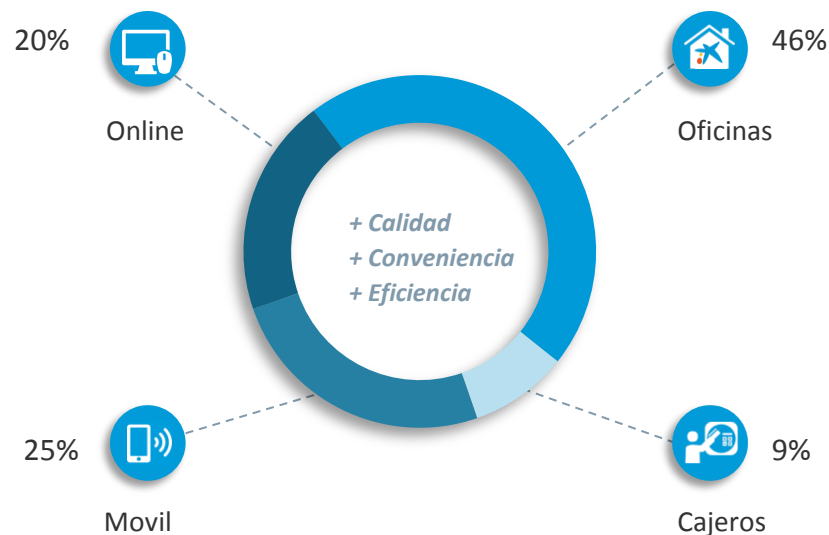 20%
46%
Online
Oficinas
+ Calidad
+ Conveniencia
+ Eficiencia
25%
9%
Movil
Cajeros